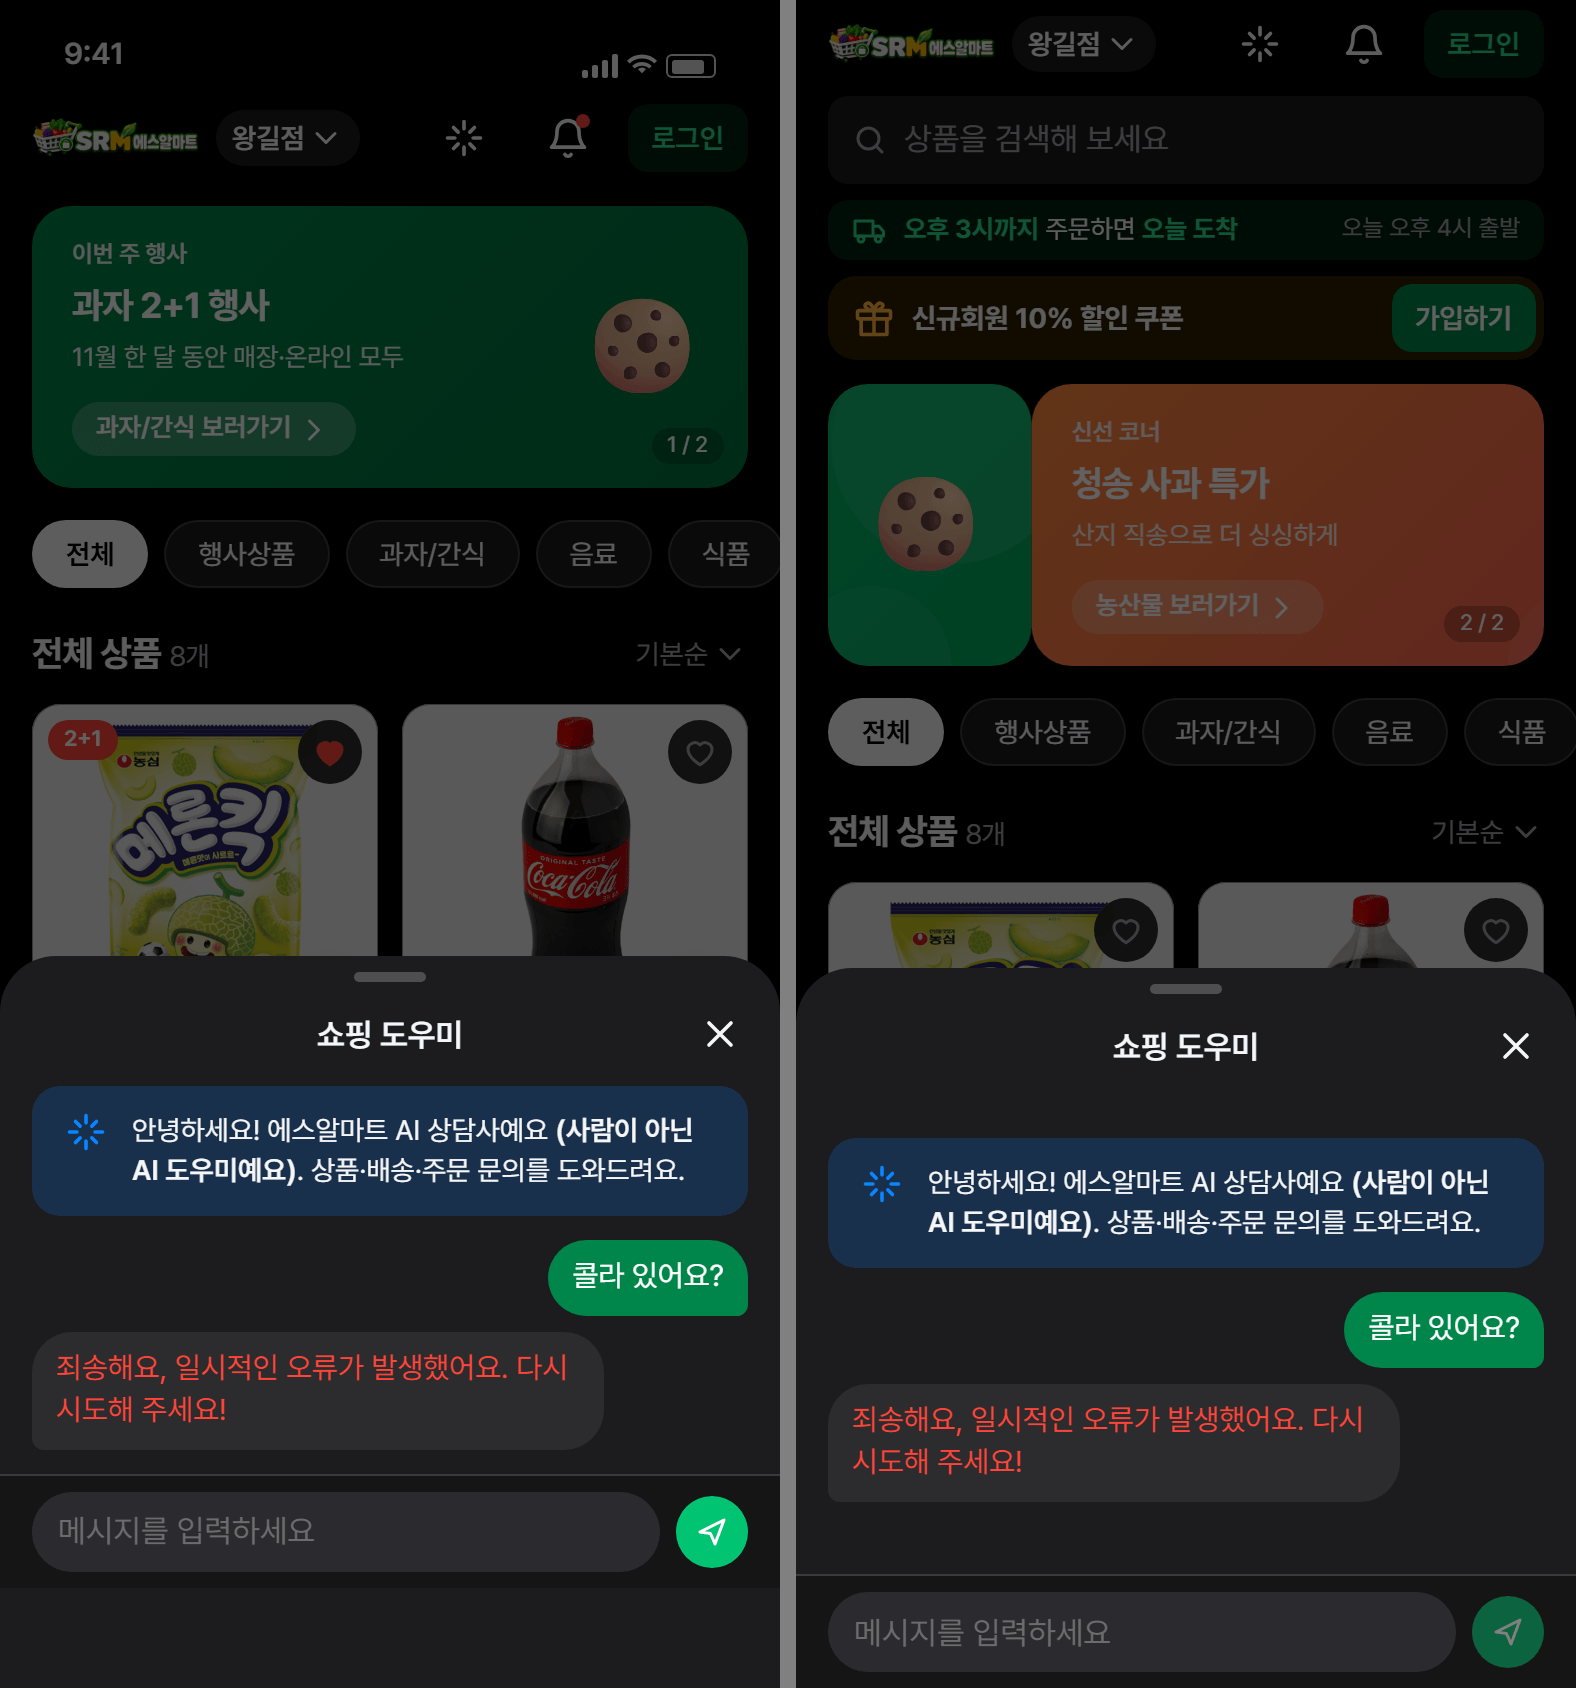 9:41
SRM 에스알마트
왕길점
로그인
이번 주 행사
과자 2+1 행사
11월 한 달 동안 매장·온라인 모두
과자/간식 보러가기
1 / 2
전체
행사상품
과자/간식
음료
식품
전체 상품 8개
기본순
2+1
농심
메론킥
ORIGINAL TASTE
Coca-Cola
쇼핑 도우미
안녕하세요! 에스알마트 AI 상담사예요 (사람이 아닌
AI 도우미예요). 상품·배송·주문 문의를 도와드려요.
콜라 있어요?
죄송해요, 일시적인 오류가 발생했어요. 다시
시도해 주세요!
메시지를 입력하세요
SRM 에스알마트
왕길점
로그인
상품을 검색해 보세요
오후 3시까지 주문하면 오늘 도착
오늘 오후 4시 출발
신규회원 10% 할인 쿠폰
가입하기
신선 코너
청송 사과 특가
산지 직송으로 더 싱싱하게
농산물 보러가기
2 / 2
전체
행사상품
과자/간식
음료
식품
전체 상품 8개
기본순
농심
쇼핑 도우미
안녕하세요! 에스알마트 AI 상담사예요 (사람이 아닌
AI 도우미예요). 상품·배송·주문 문의를 도와드려요.
콜라 있어요?
죄송해요, 일시적인 오류가 발생했어요. 다시
시도해 주세요!
메시지를 입력하세요